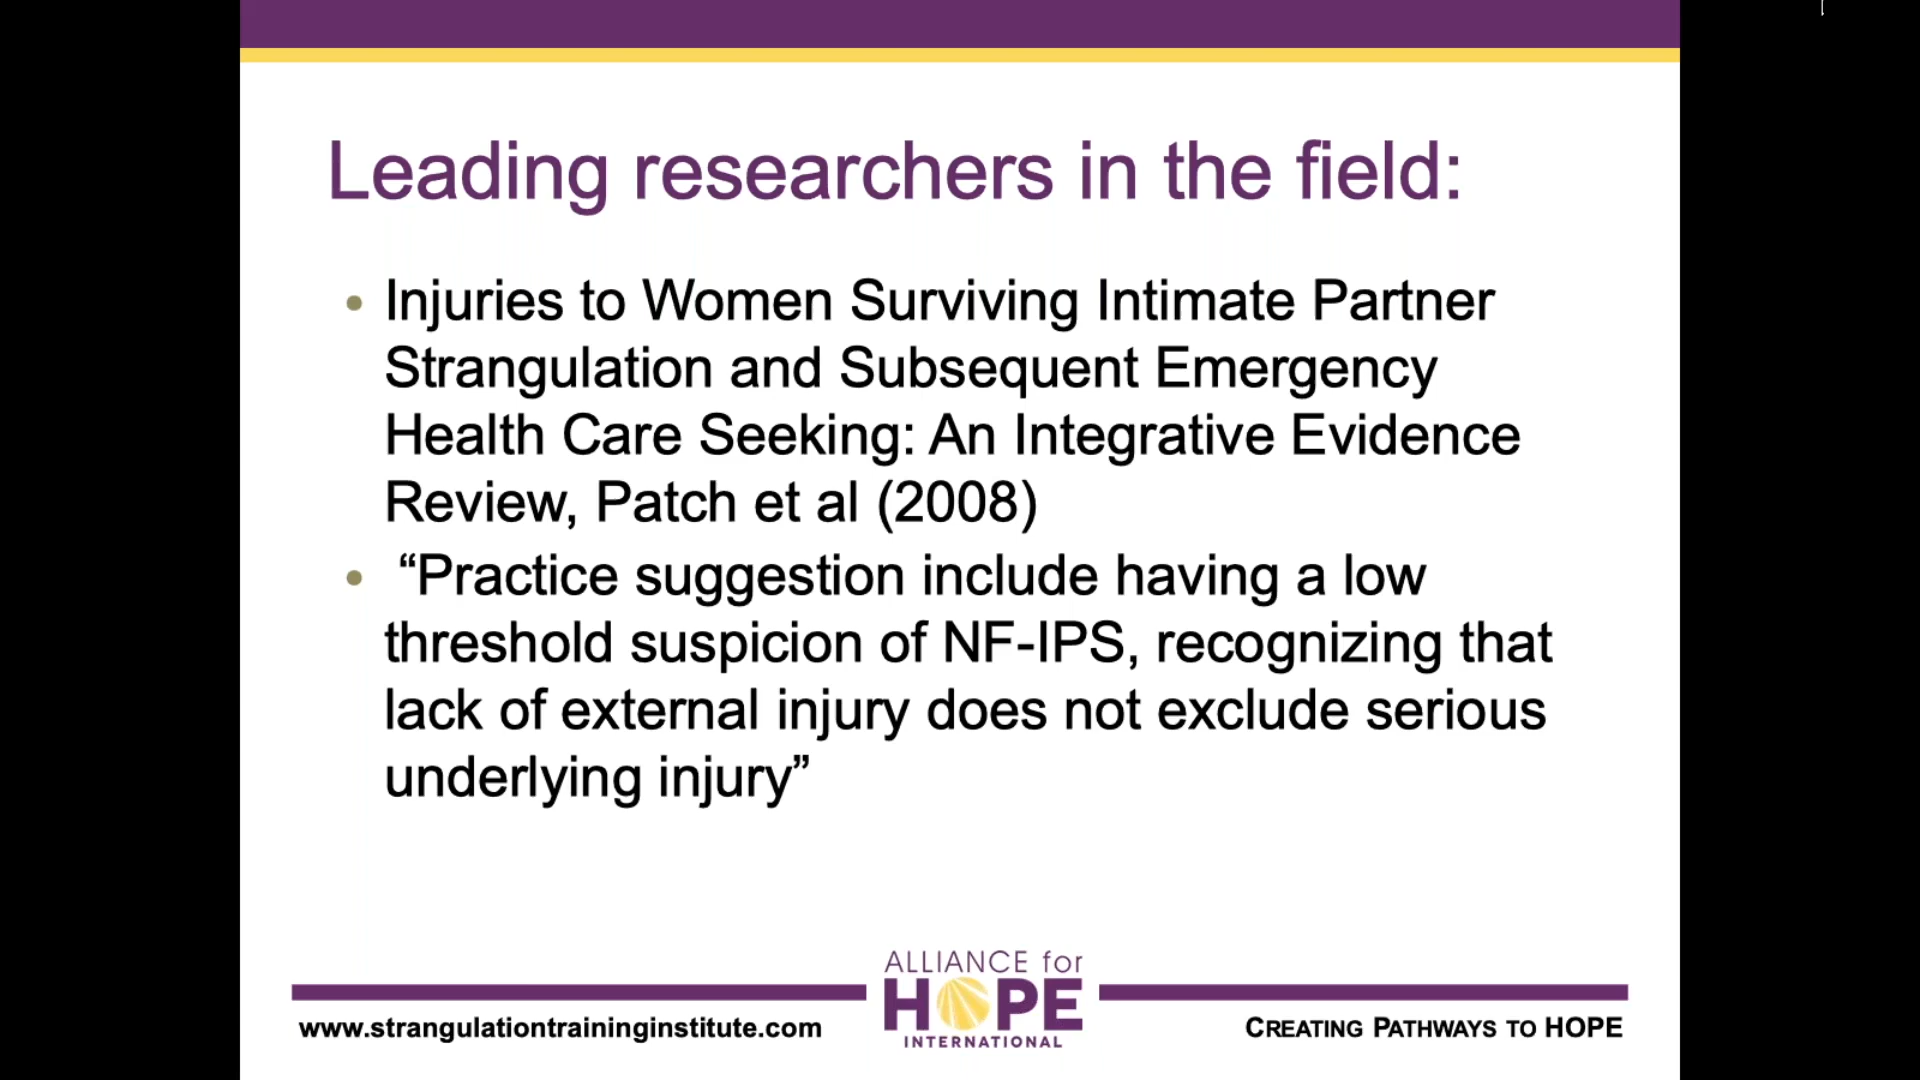 Leading researchers in the field:
• Injuries to Women Surviving Intimate Partner
Strangulation and Subsequent Emergency
Health Care Seeking: An Integrative Evidence
Review, Patch et al (2008)
• “Practice suggestion include having a low
threshold suspicion of NF-IPS, recognizing that
lack of external injury does not exclude serious
underlying injury”
ALLIANCE for
HOPE
INTERNATIONAL
www.strangulationtraininginstitute.com
CREATING PATHWAYS TO HOPE